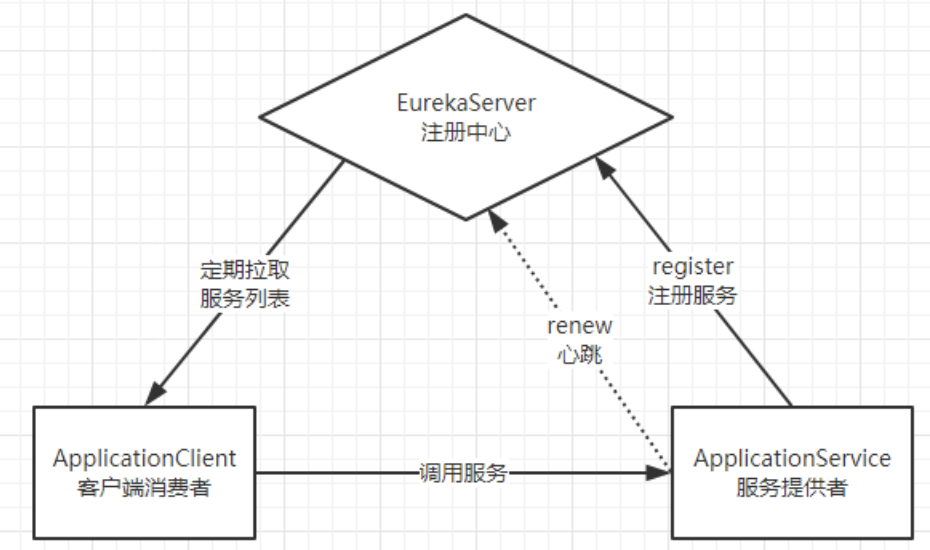 EurekaServer
注册中心
定期拉取
服务列表
register
注册服务
renew
心跳
ApplicationClient
客户端消费者
调用服务
ApplicationService
服务提供者